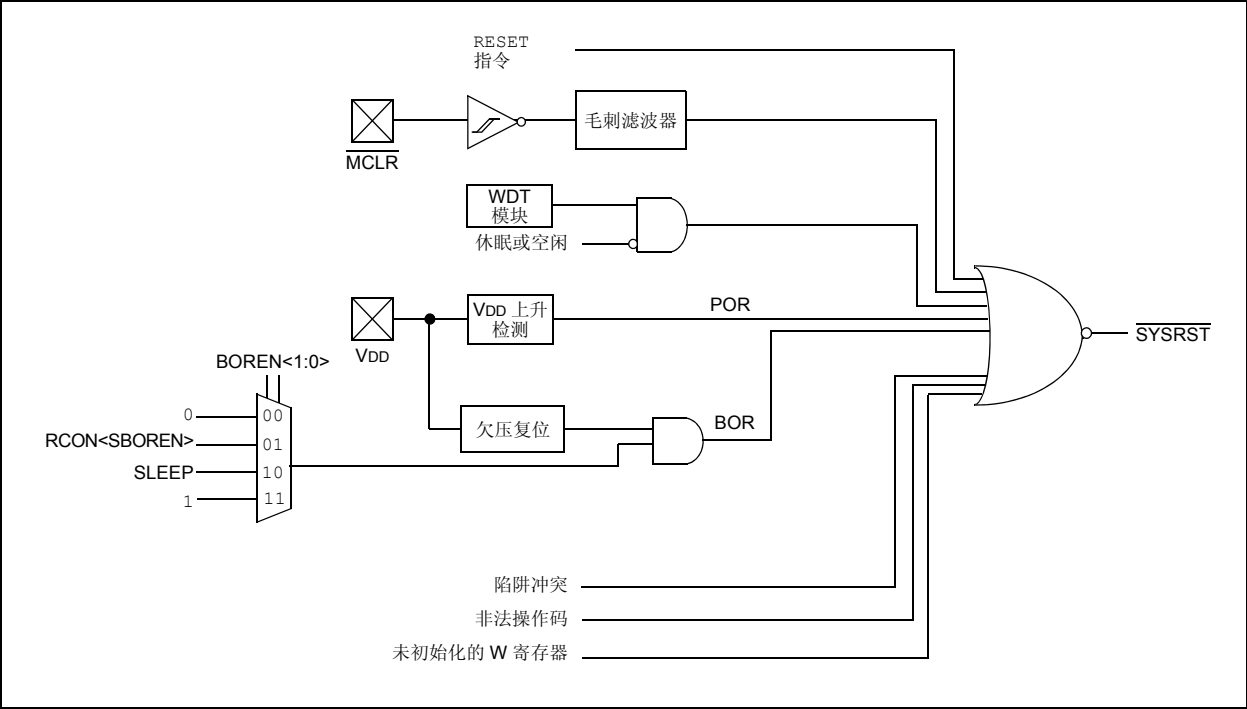 RESET
指令
毛刺滤波器
MCLR
WDT
模块
休眠或空闲
VDD 上升
检测
POR
VDD
SYSRST
BOREN<1:0>
0
00
RCON<SBOREN>
01
SLEEP
10
1
11
欠压复位
BOR
陷阱冲突
非法操作码
未初始化的 W 寄存器